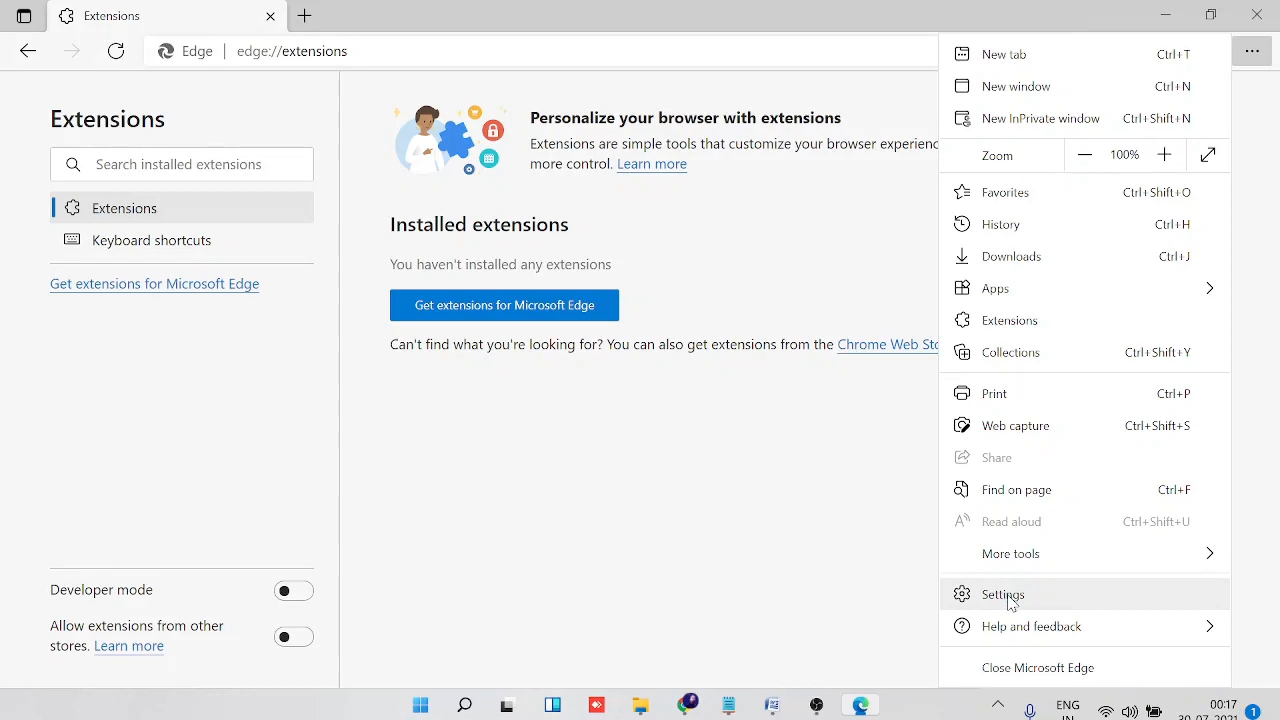 Extensions
Edge | edge://extensions
Extensions
Search installed extensions
Extensions
Keyboard shortcuts
Get extensions for Microsoft Edge
Developer mode
Allow extensions from other
stores. Learn more
Personalize your browser with extensions
Extensions are simple tools that customize your browser experienc
more control. Learn more
Installed extensions
You haven't installed any extensions
Get extensions for Microsoft Edge
Can't find what you're looking for? You can also get extensions from the Chrome Web Sto
New tab Ctrl+T
New window Ctrl+N
New InPrivate window Ctrl+Shift+N
Zoom 100%
Favorites Ctrl+Shift+O
History Ctrl+H
Downloads Ctrl+J
Apps
Extensions
Collections Ctrl+Shift+Y
Print Ctrl+P
Web capture Ctrl+Shift+S
Share
Find on page Ctrl+F
Read aloud Ctrl+Shift+U
More tools
Settings
Help and feedback
Close Microsoft Edge
ENG
IN
00:17
30-07-2021
1